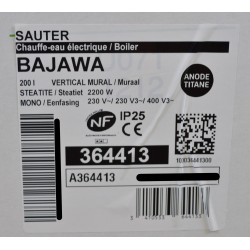 SAUTER
Chauffe-eau électrique / Boiler
BAJAWA
200 l VERTICAL MURAL / Muraal
STEATITE / Steatiet 2200 W
MONO / Eenfasing 230 V~/ 230 V3~/ 400 V3~
ANODE
TITANE
NF CE IP25
364413
A364413